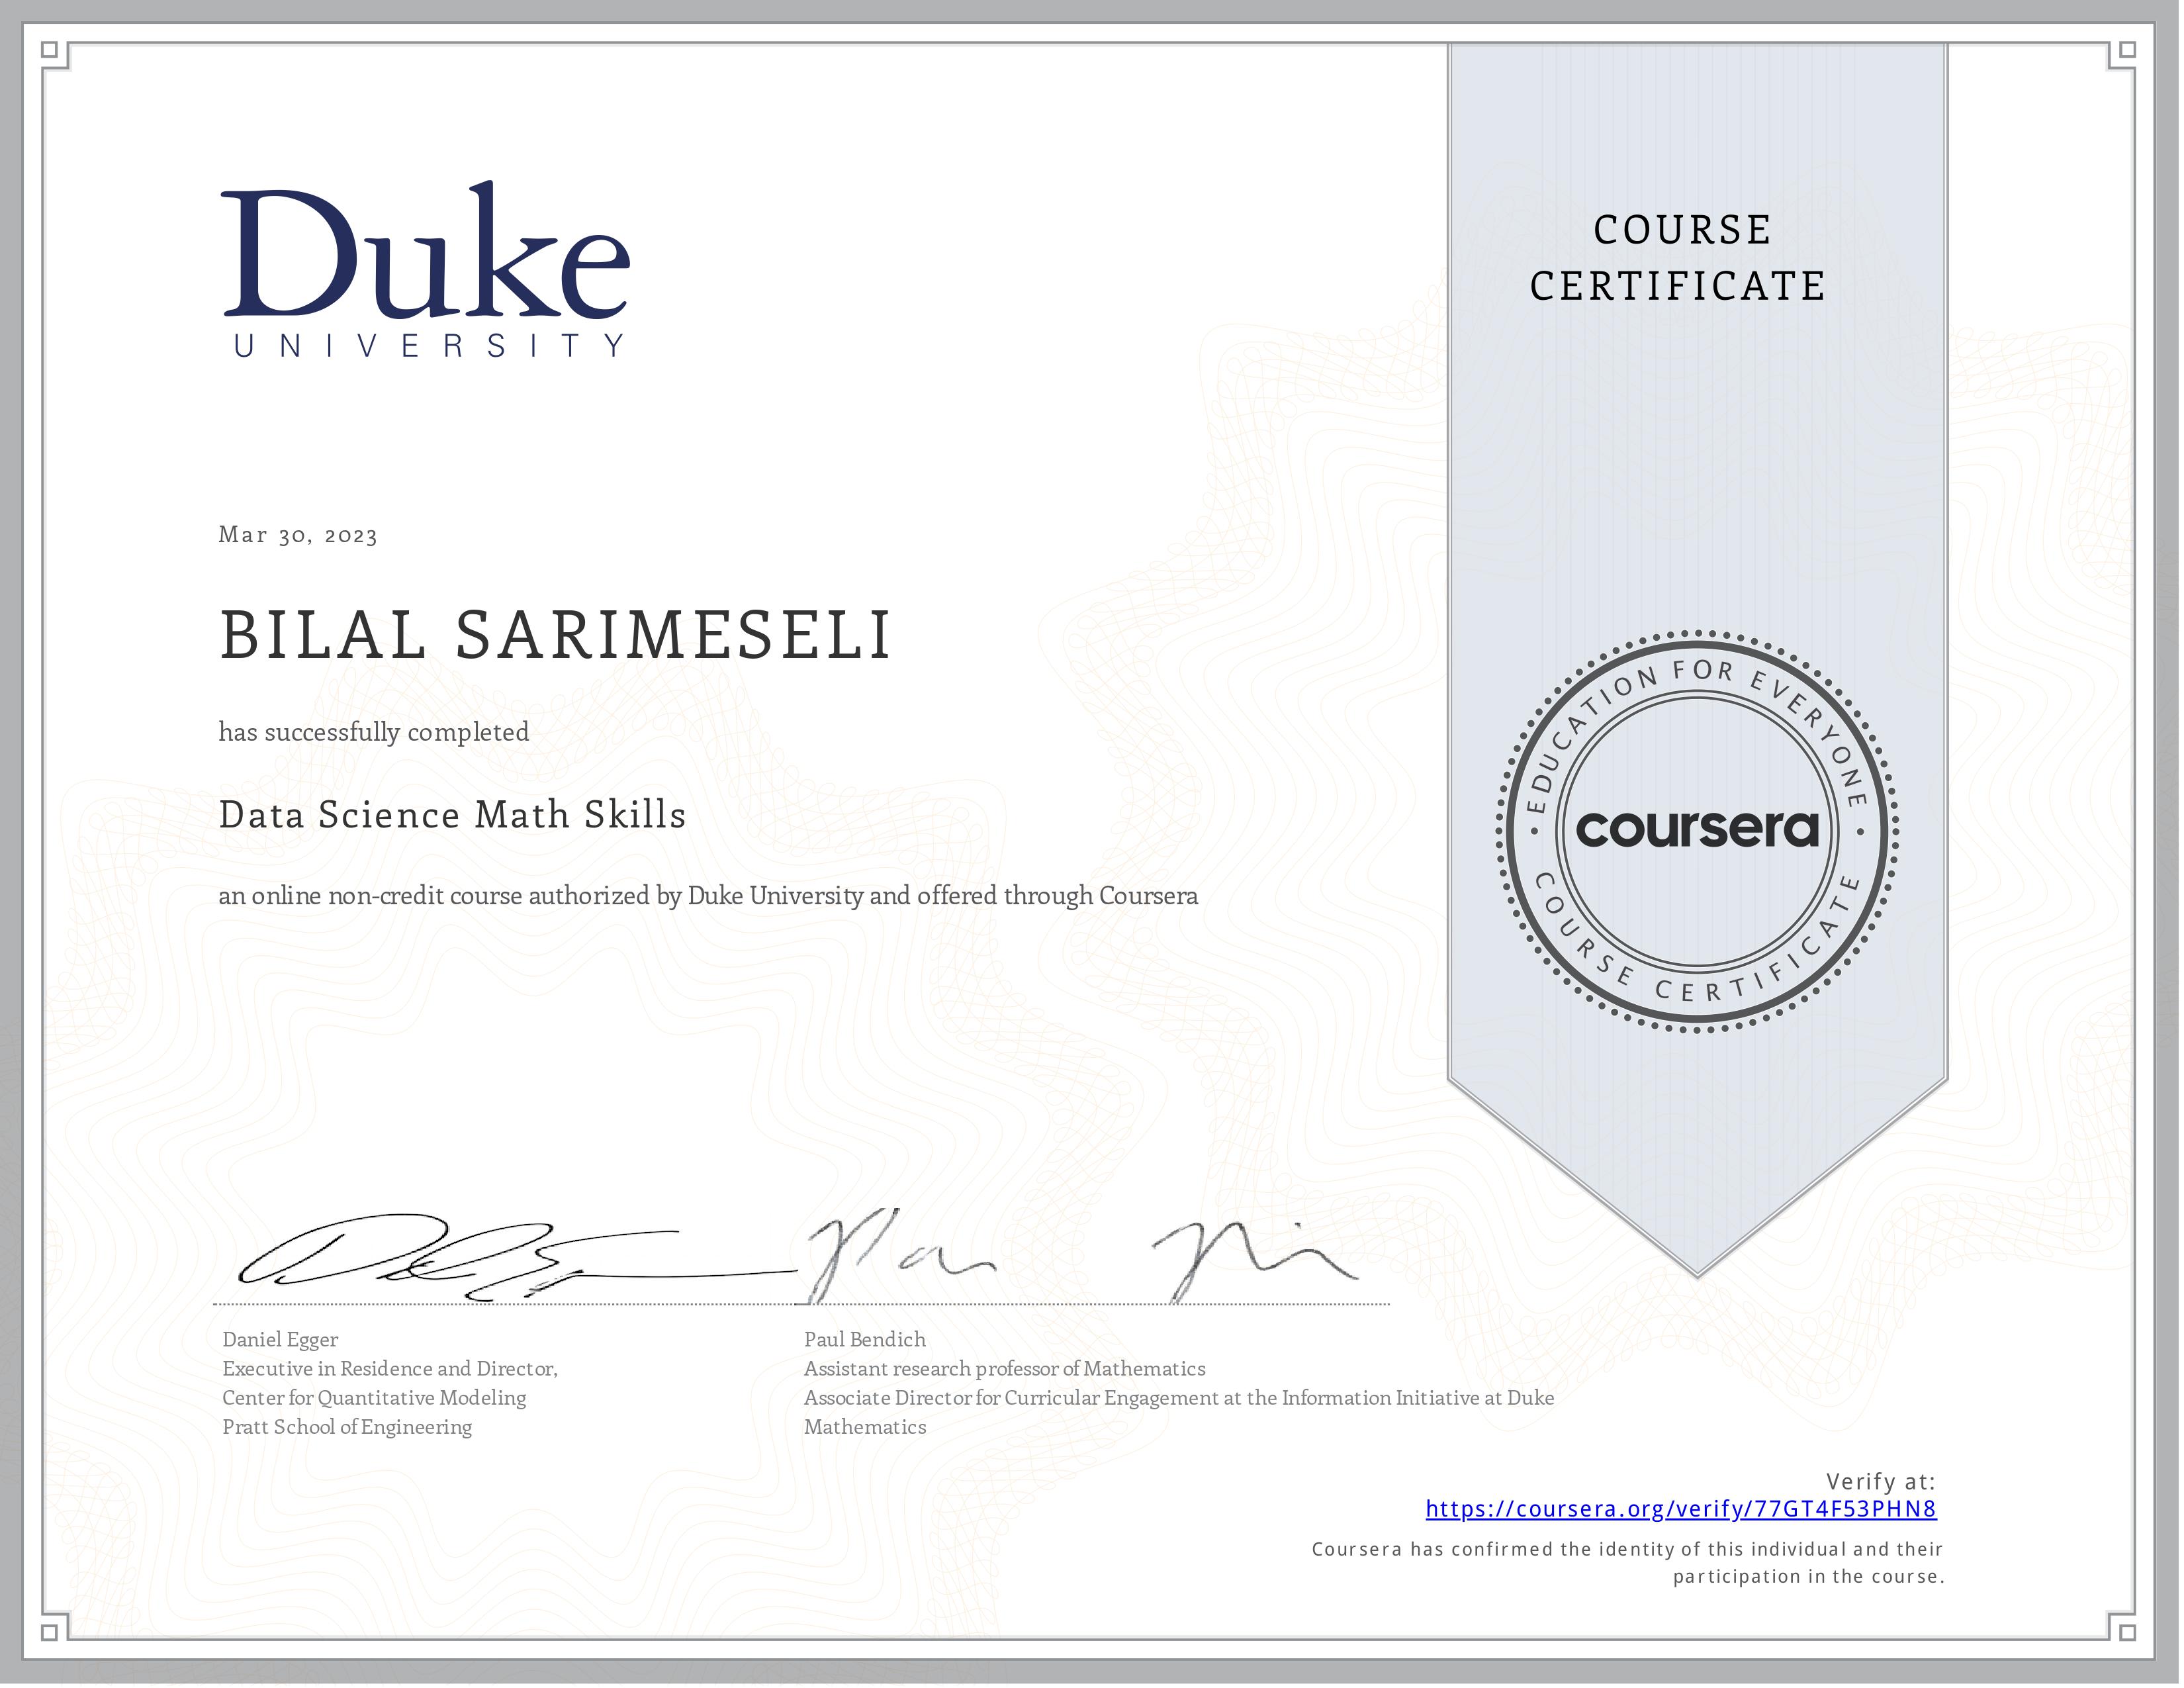 Duke
UNIVERSITY
COURSE
CERTIFICATE
Mar 30, 2023
BILAL SARIMESELI
has successfully completed
Data Science Math Skills
an online non-credit course authorized by Duke University and offered through Coursera
EDUCATION FOR EVERYONE
coursera
COURSE CERTIFICATE
Daniel Egger
Executive in Residence and Director,
Center for Quantitative Modeling
Pratt School of Engineering
Paul Bendich
Assistant research professor of Mathematics
Associate Director for Curricular Engagement at the Information Initiative at Duke
Mathematics
Verify at:
https://coursera.org/verify/77GT4F53PHN8
Coursera has confirmed the identity of this individual and their
participation in the course.